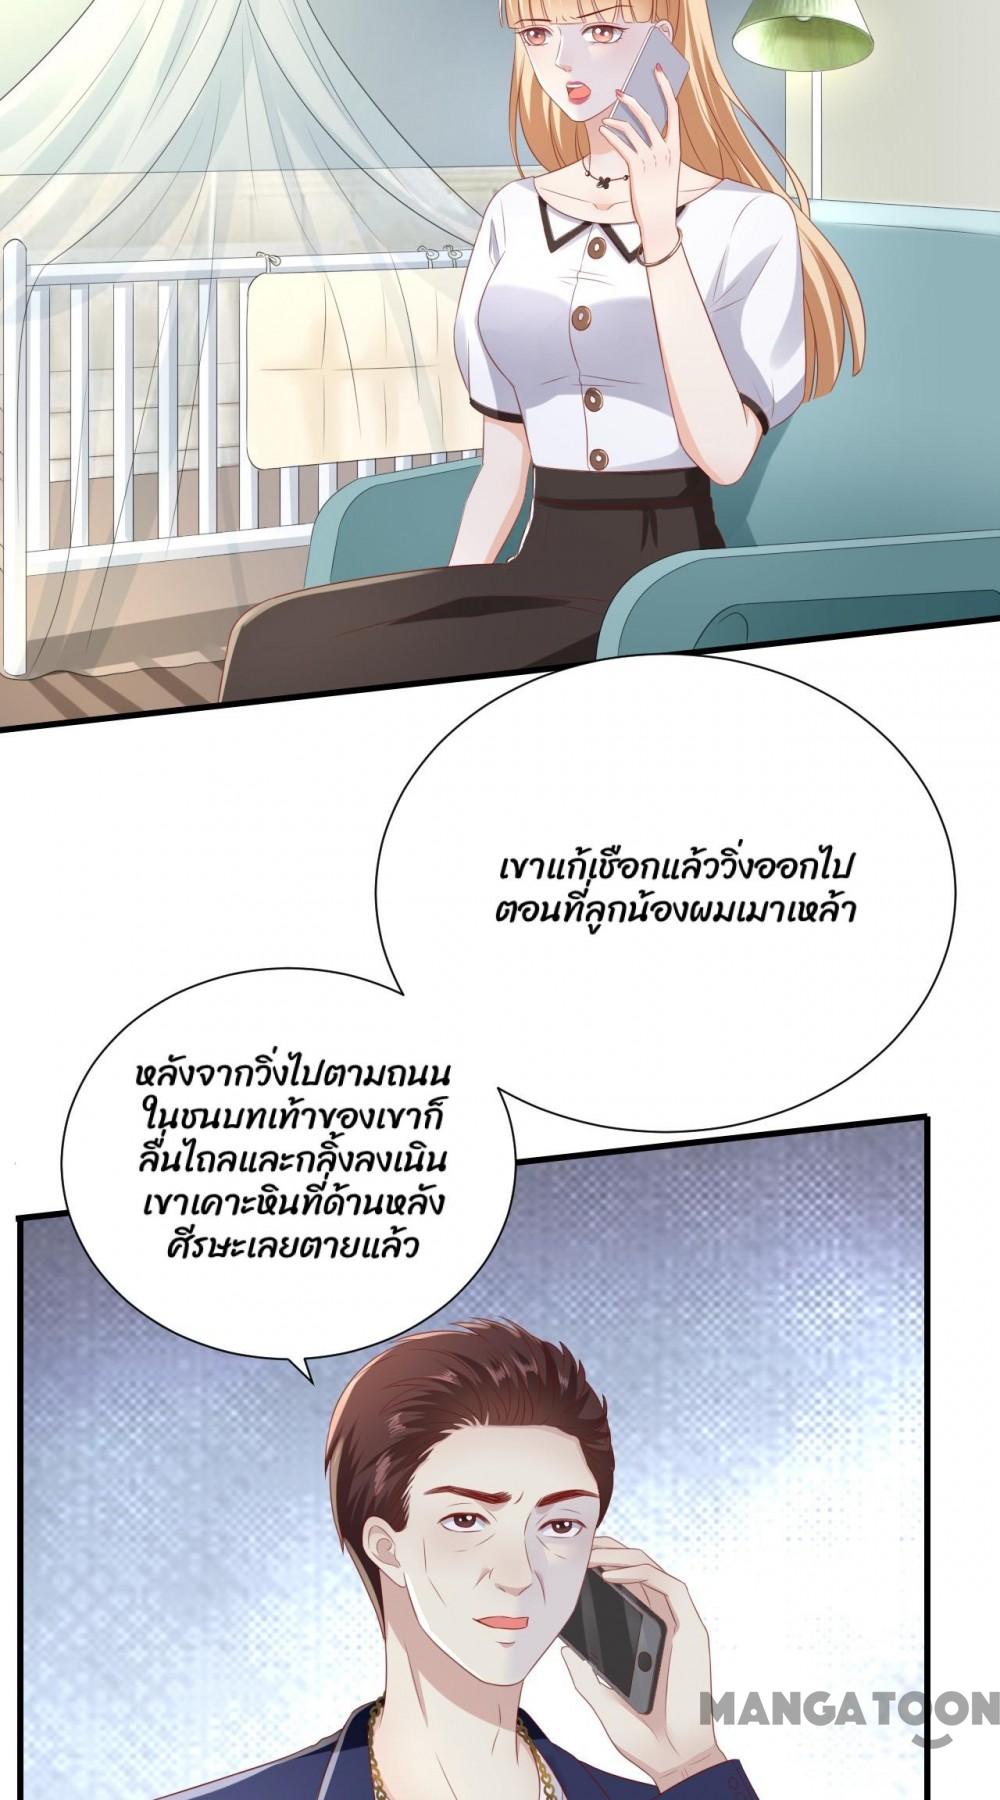 เขาแก้เชือกแล้ววิ่งออกไป
ตอนที่ลูกน้องผมเมาเหล้า
หลังจากวิ่งไปตามถนน
ในชนบทเท้าของเขาก็
ลื่นไถลและกลิ้งลงเนิน
เขาเคาะหินที่ด้านหลัง
ศีรษะเลยตายแล้ว
MANGATOON